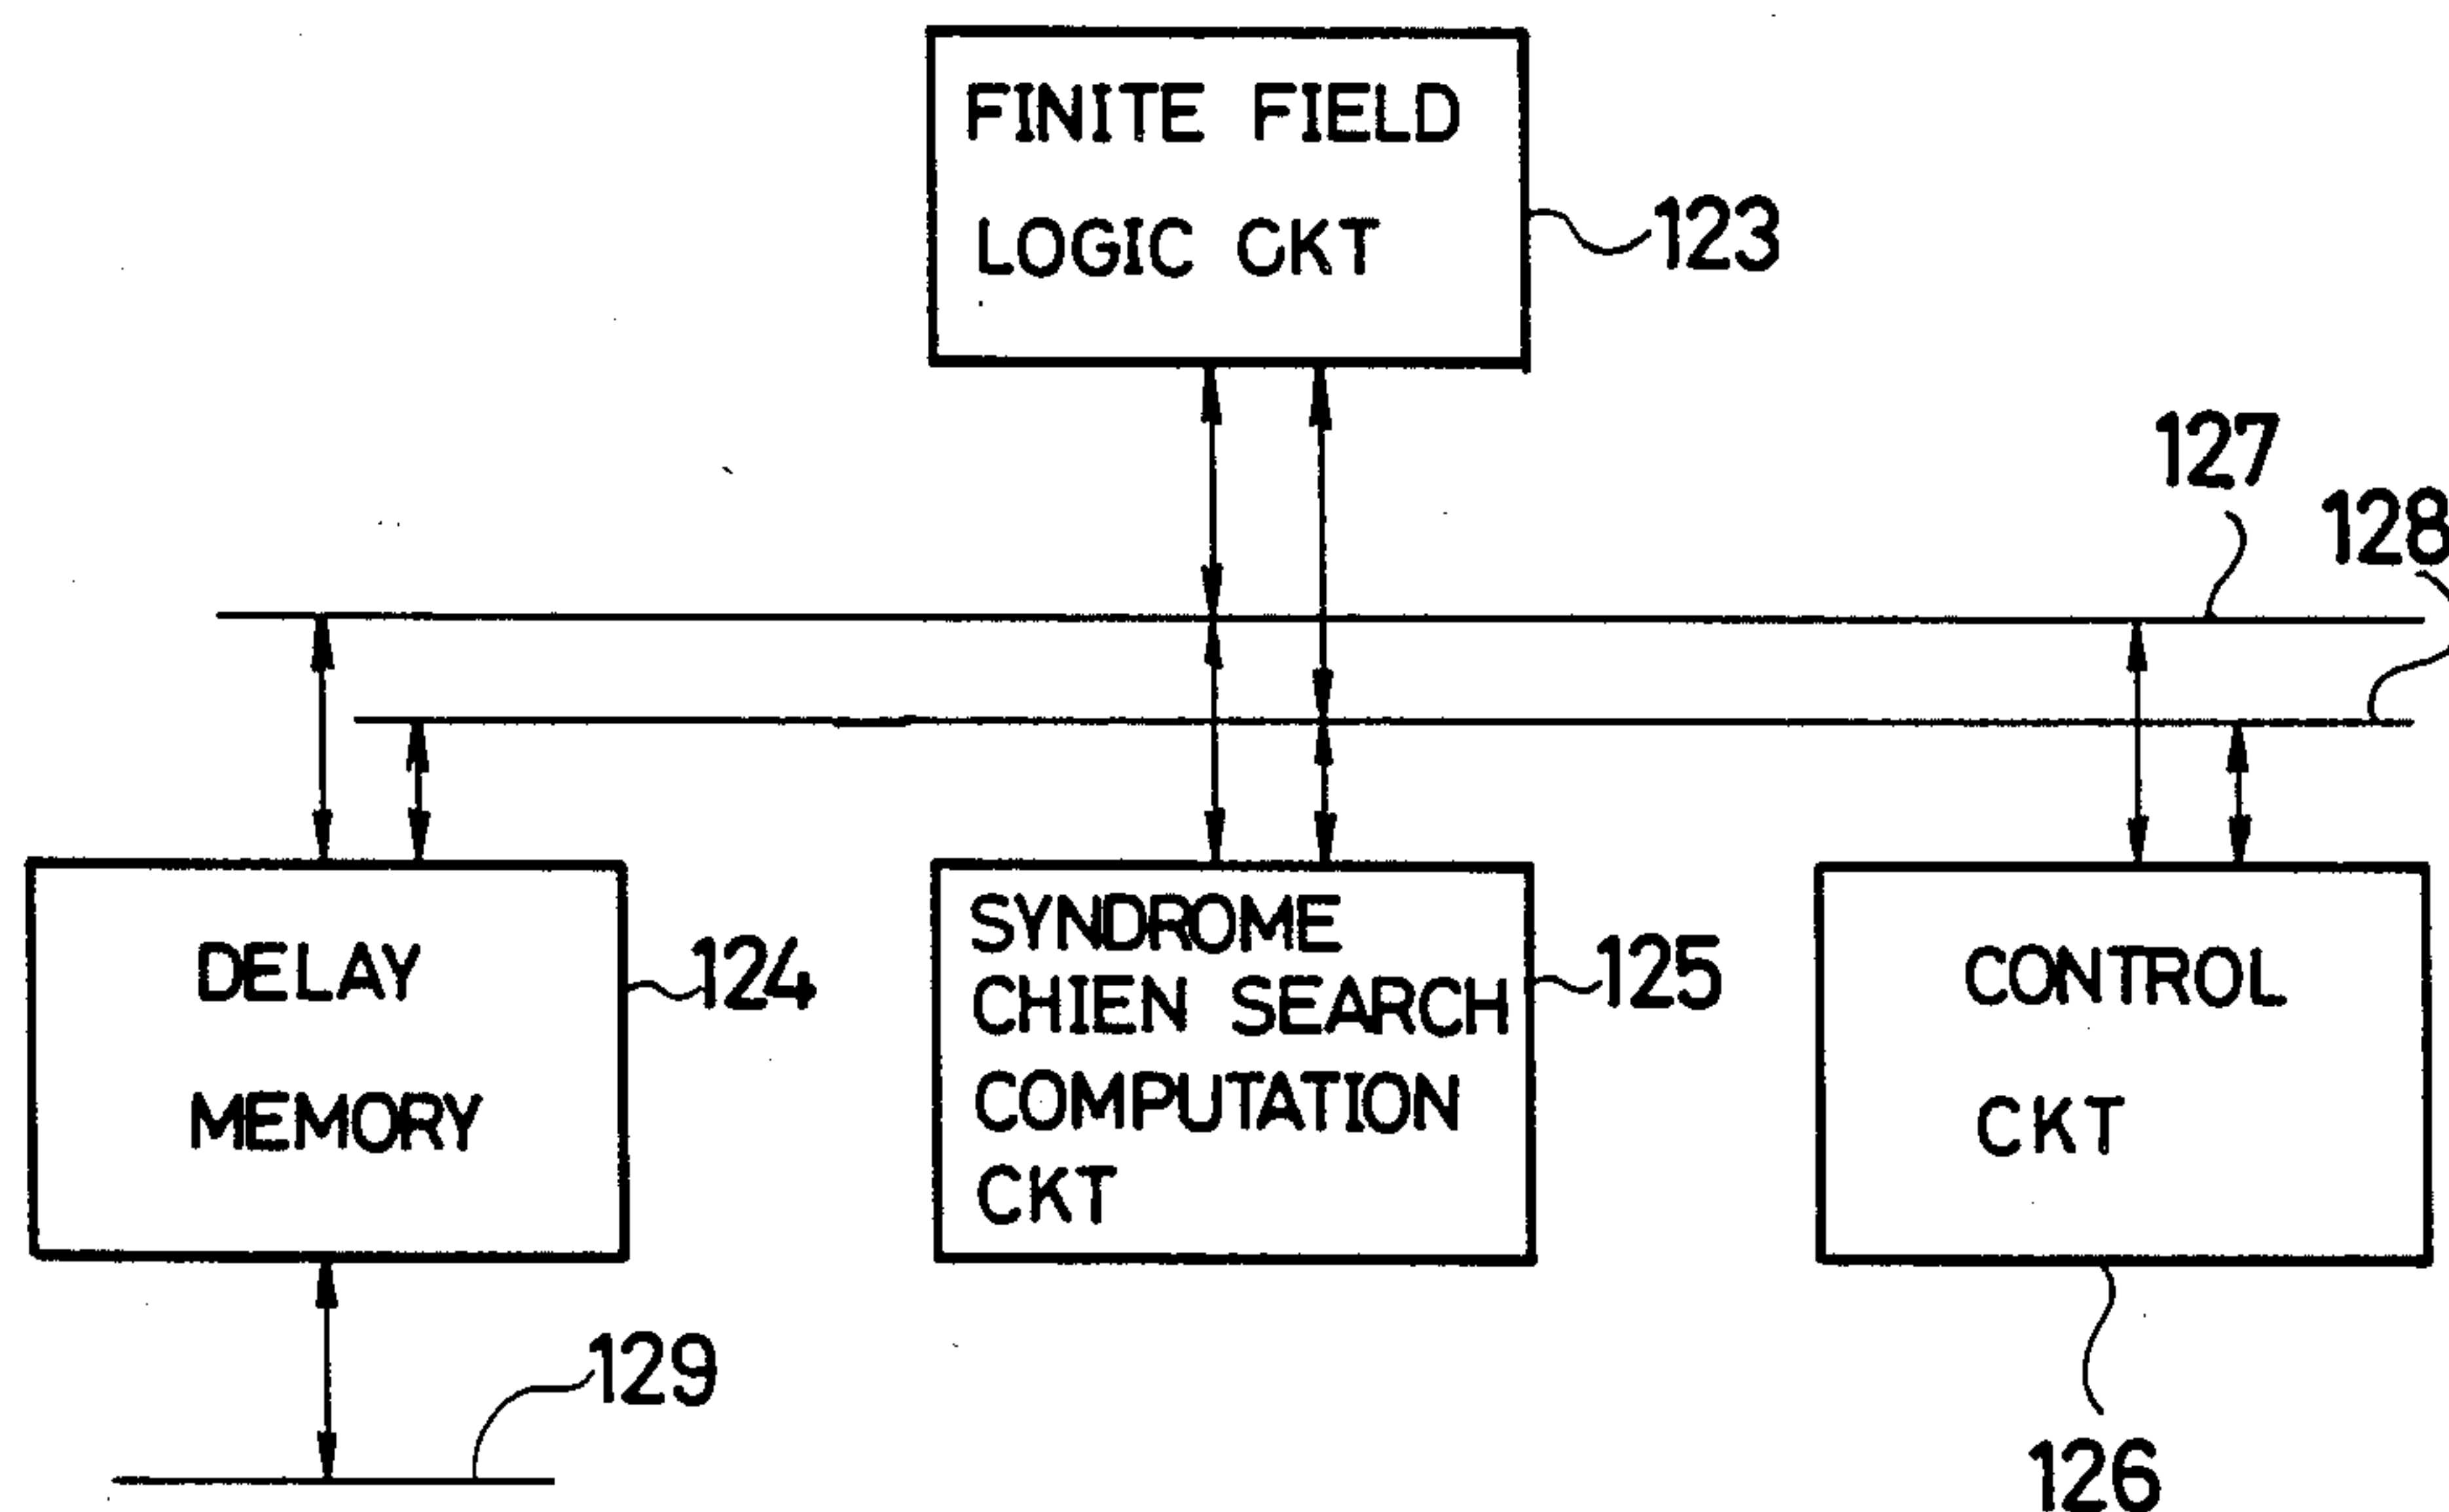 FINITE FIELD
LOGIC CKT
123
127
128
DELAY
MEMORY
124
SYNDROME
CHIEN SEARCH
COMPUTATION
CKT
125
CONTROL
CKT
129
126